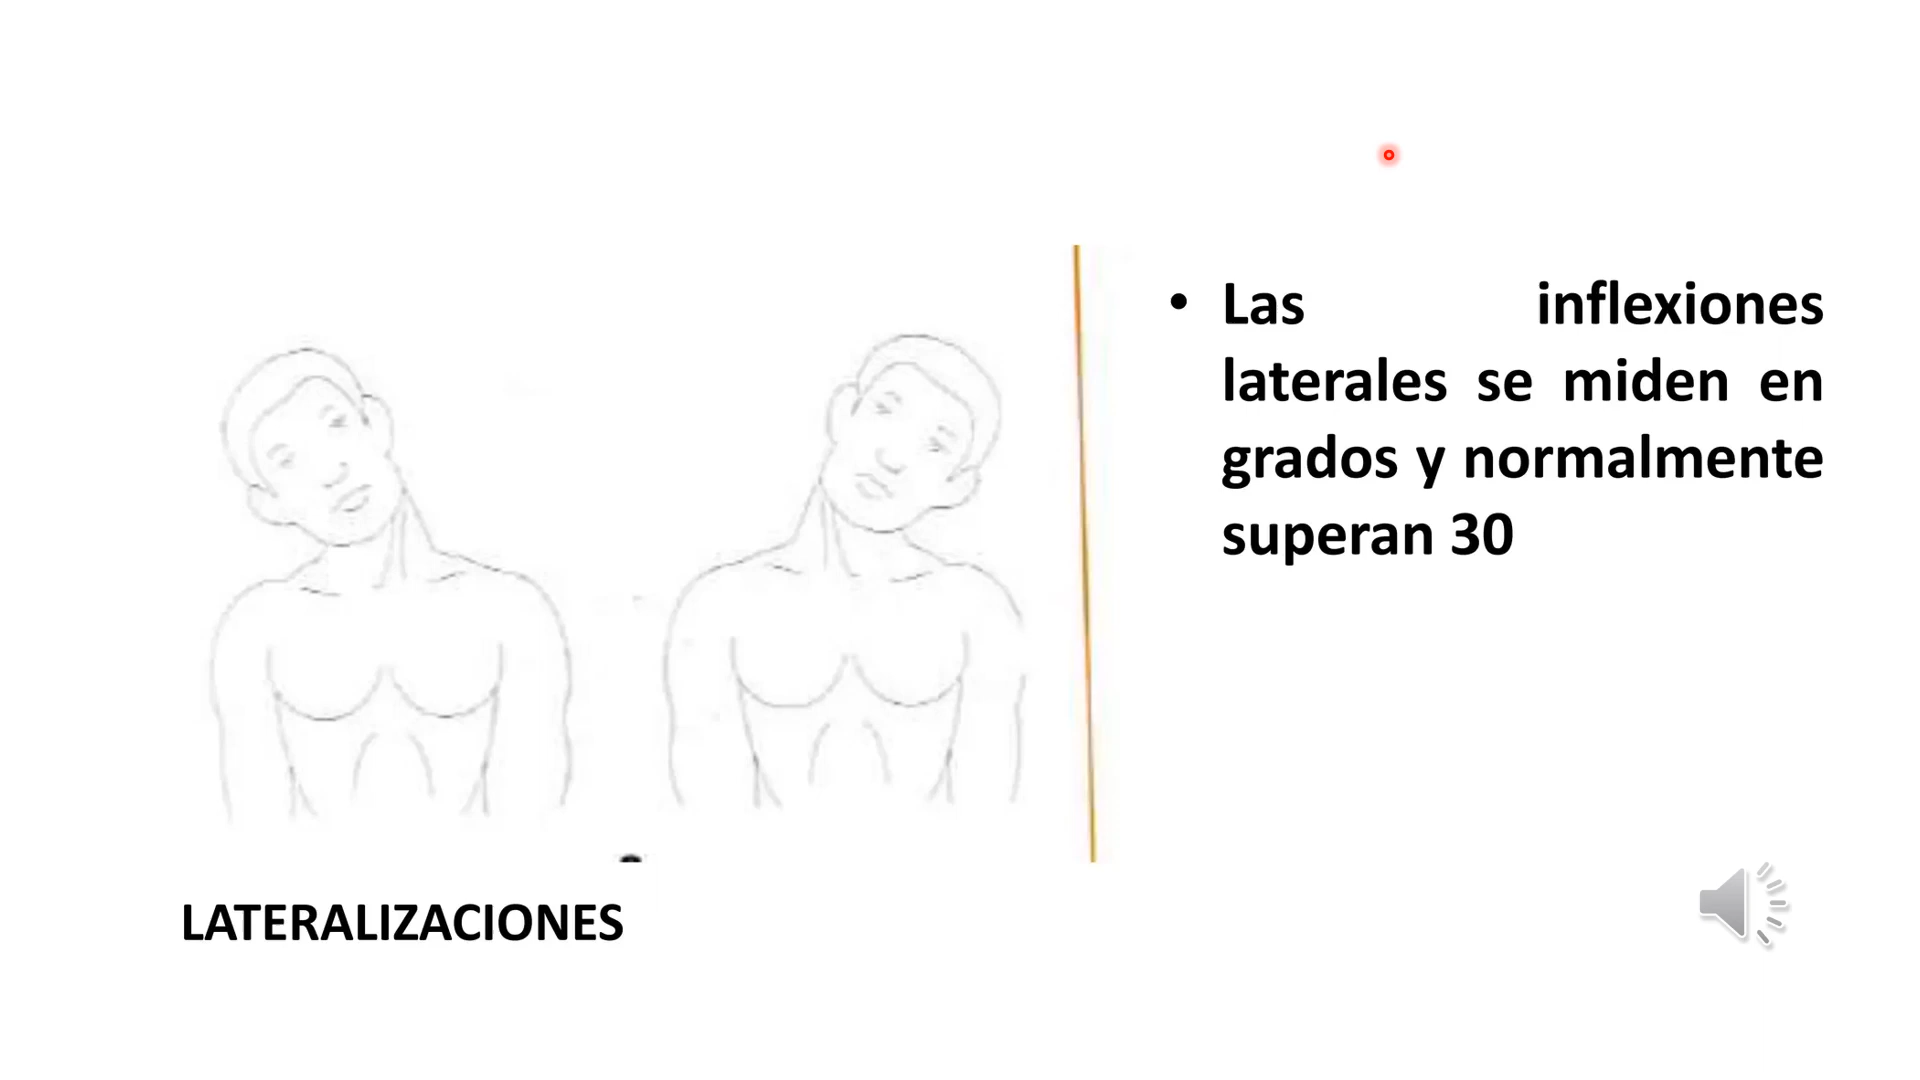 • Las inflexiones
laterales se miden en
grados y normalmente
superan 30
LATERALIZACIONES